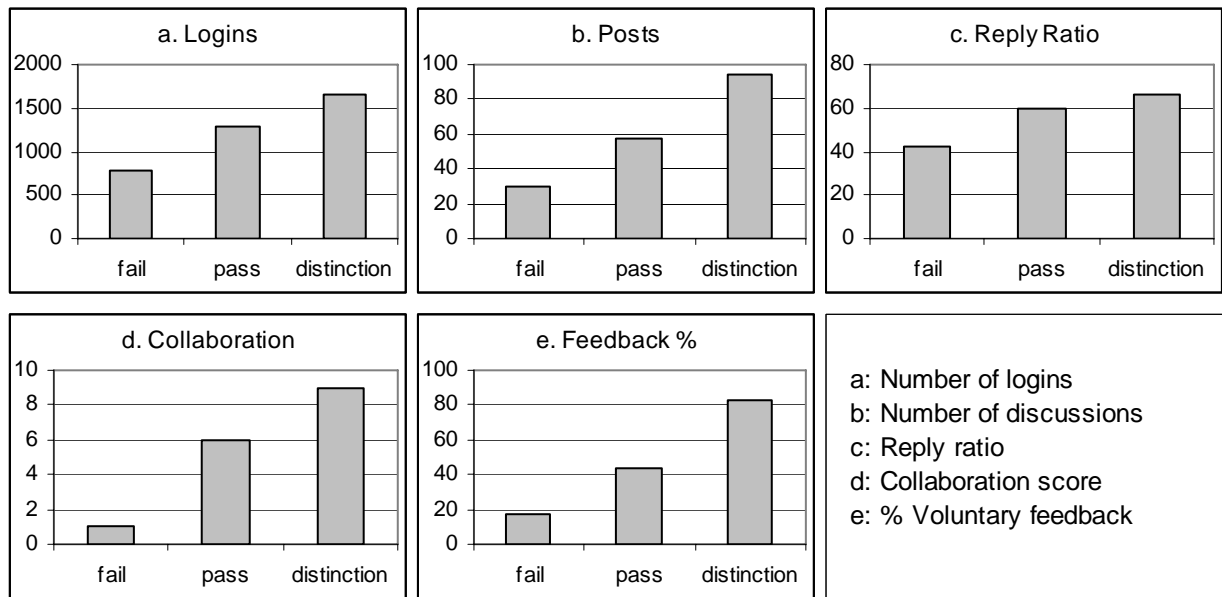 a. Logins
2000
1500
1000
500
0
fail pass distinction
b. Posts
100
80
60
40
20
0
fail pass distinction
c. Reply Ratio
80
60
40
20
0
fail pass distinction
d. Collaboration
10
8
6
4
2
0
fail pass distinction
e. Feedback %
100
80
60
40
20
0
fail pass distinction
a: Number of logins
b: Number of discussions
c: Reply ratio
d: Collaboration score
e: % Voluntary feedback